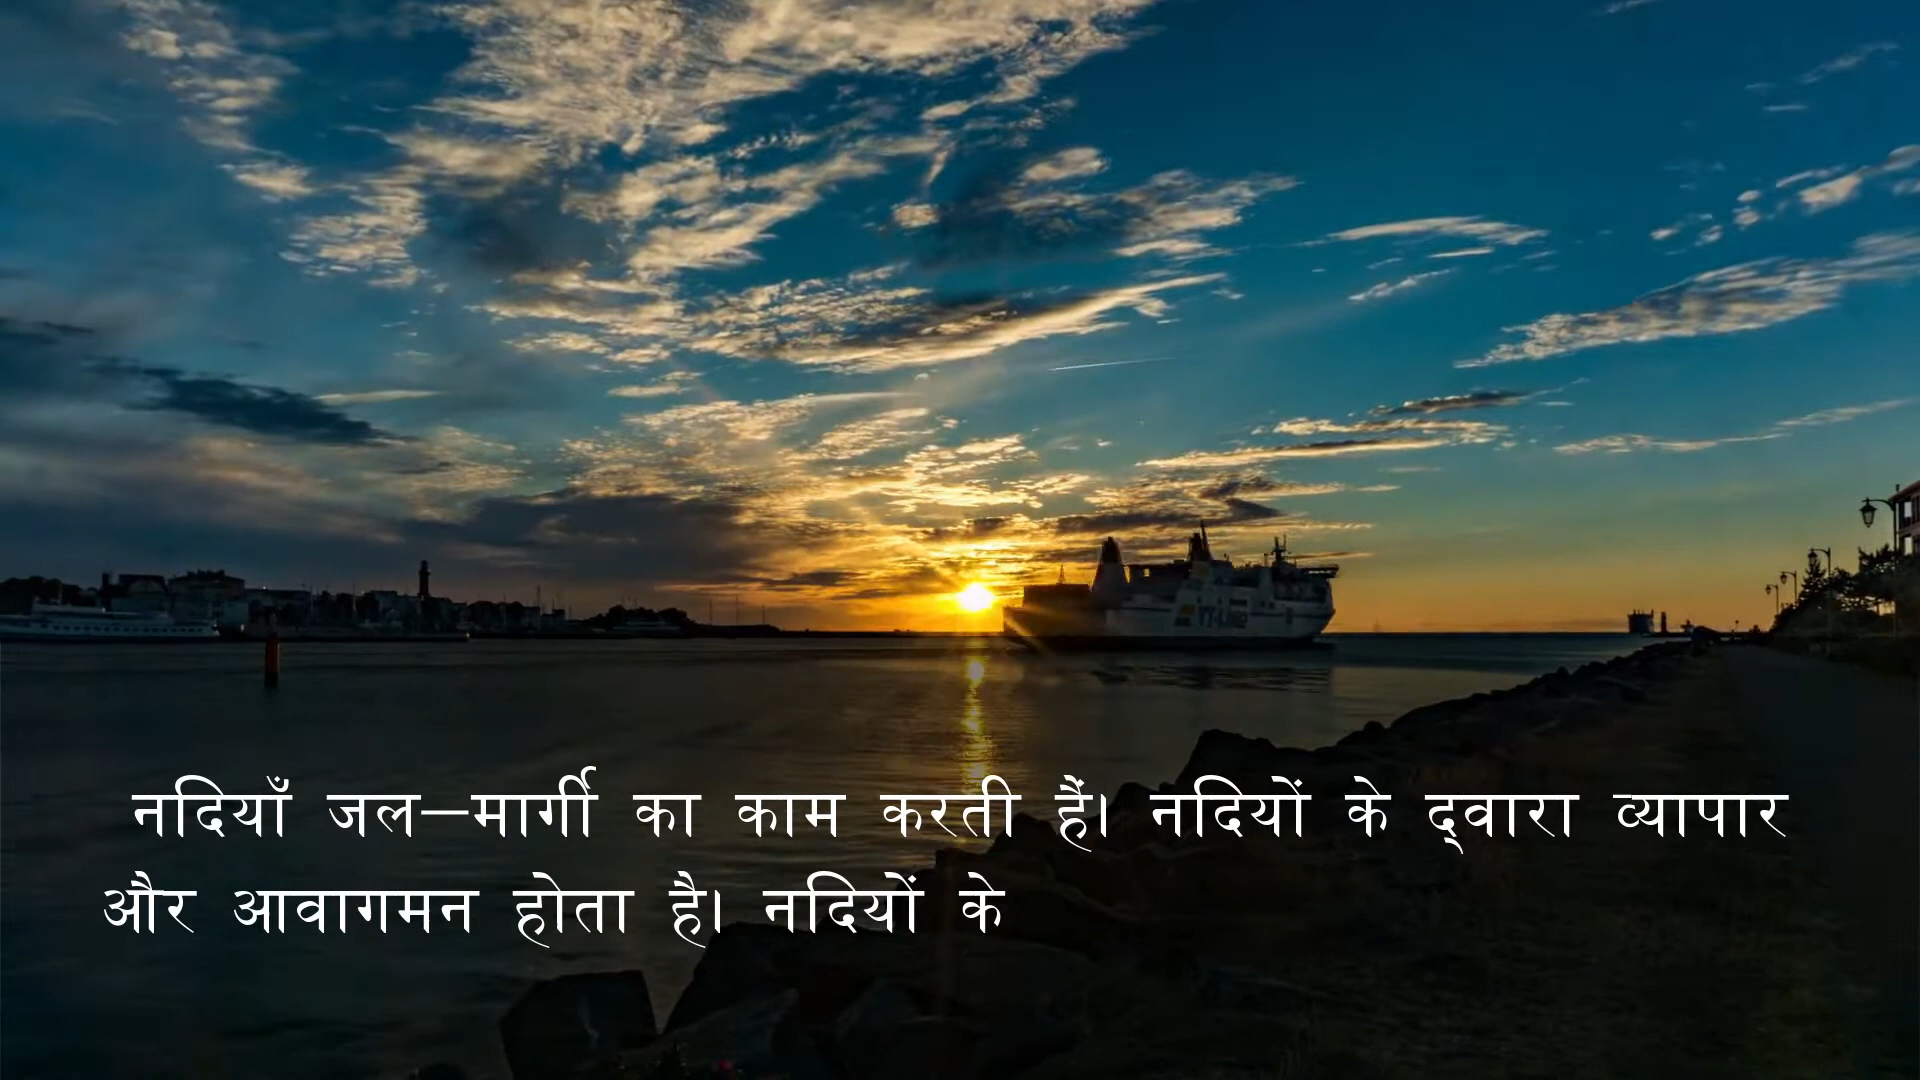 नदियाँ जल–मार्गी का काम करती हैं। नदियों के द्वारा व्यापार
और आवागमन होता है। नदियों के